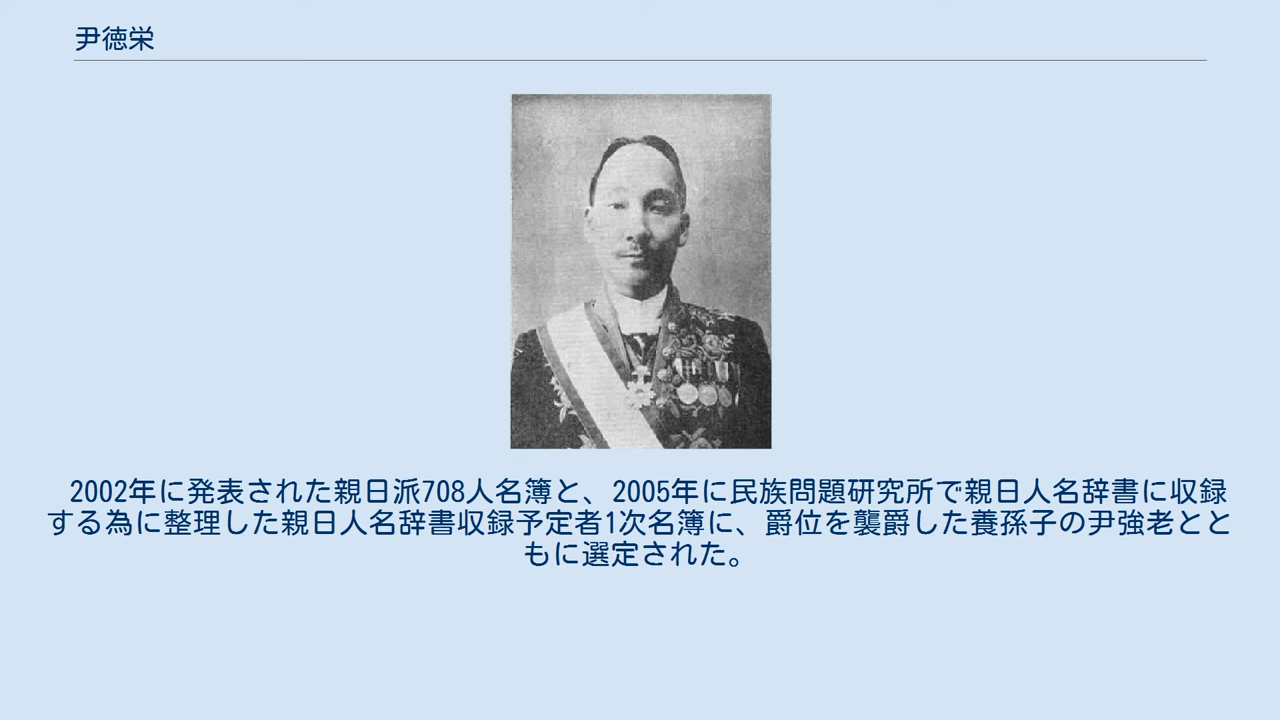 尹徳栄
2002年に発表された親日派708人名簿と、2005年に民族問題研究所で親日人名辞書に収録
する為に整理した親日人名辞書収録予定者1次名簿に、爵位を襲爵した養孫子の尹強老とと
もに選定された。